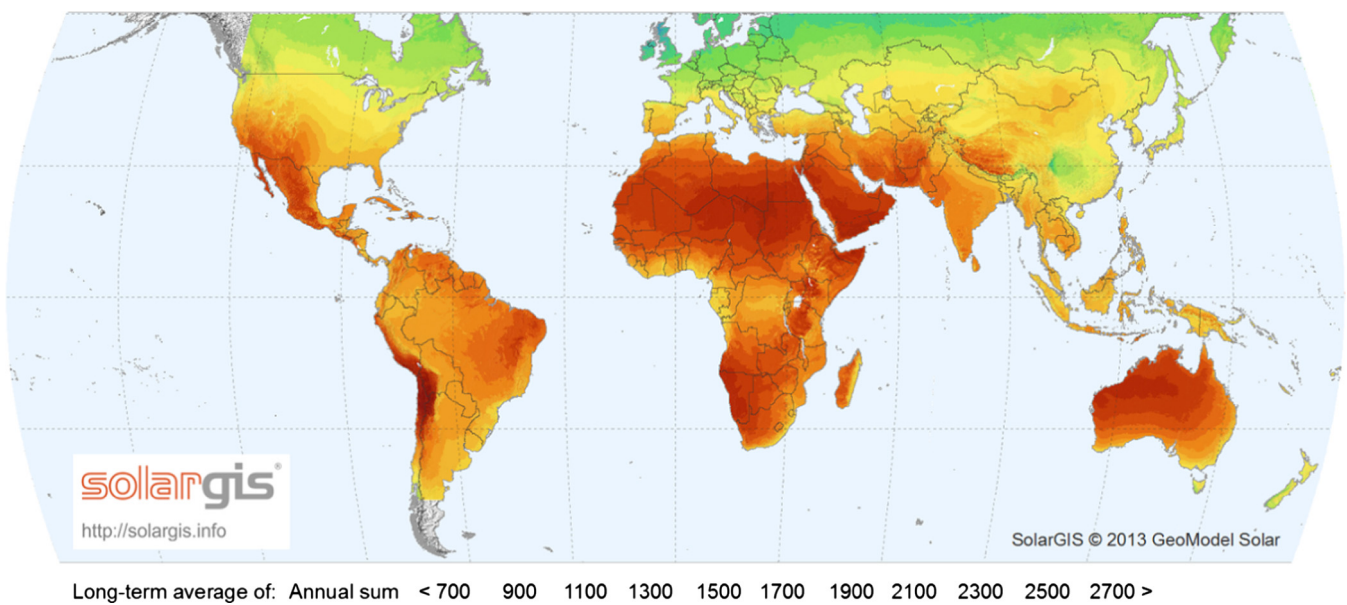 solargis®
http://solargis.info
SolarGIS © 2013 GeoModel Solar
Long-term average of: Annual sum < 700 900 1100 1300 1500 1700 1900 2100 2300 2500 2700 >